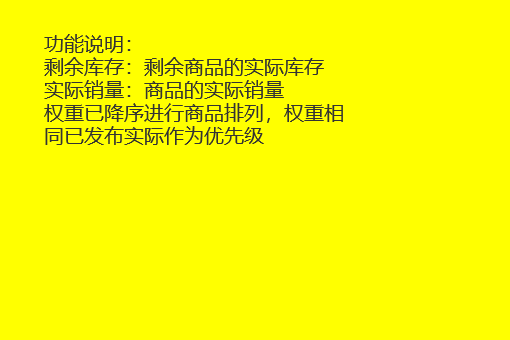 功能说明：
剩余库存：剩余商品的实际库存
实际销量：商品的实际销量
权重已降序进行商品排列，权重相
同已发布实际作为优先级